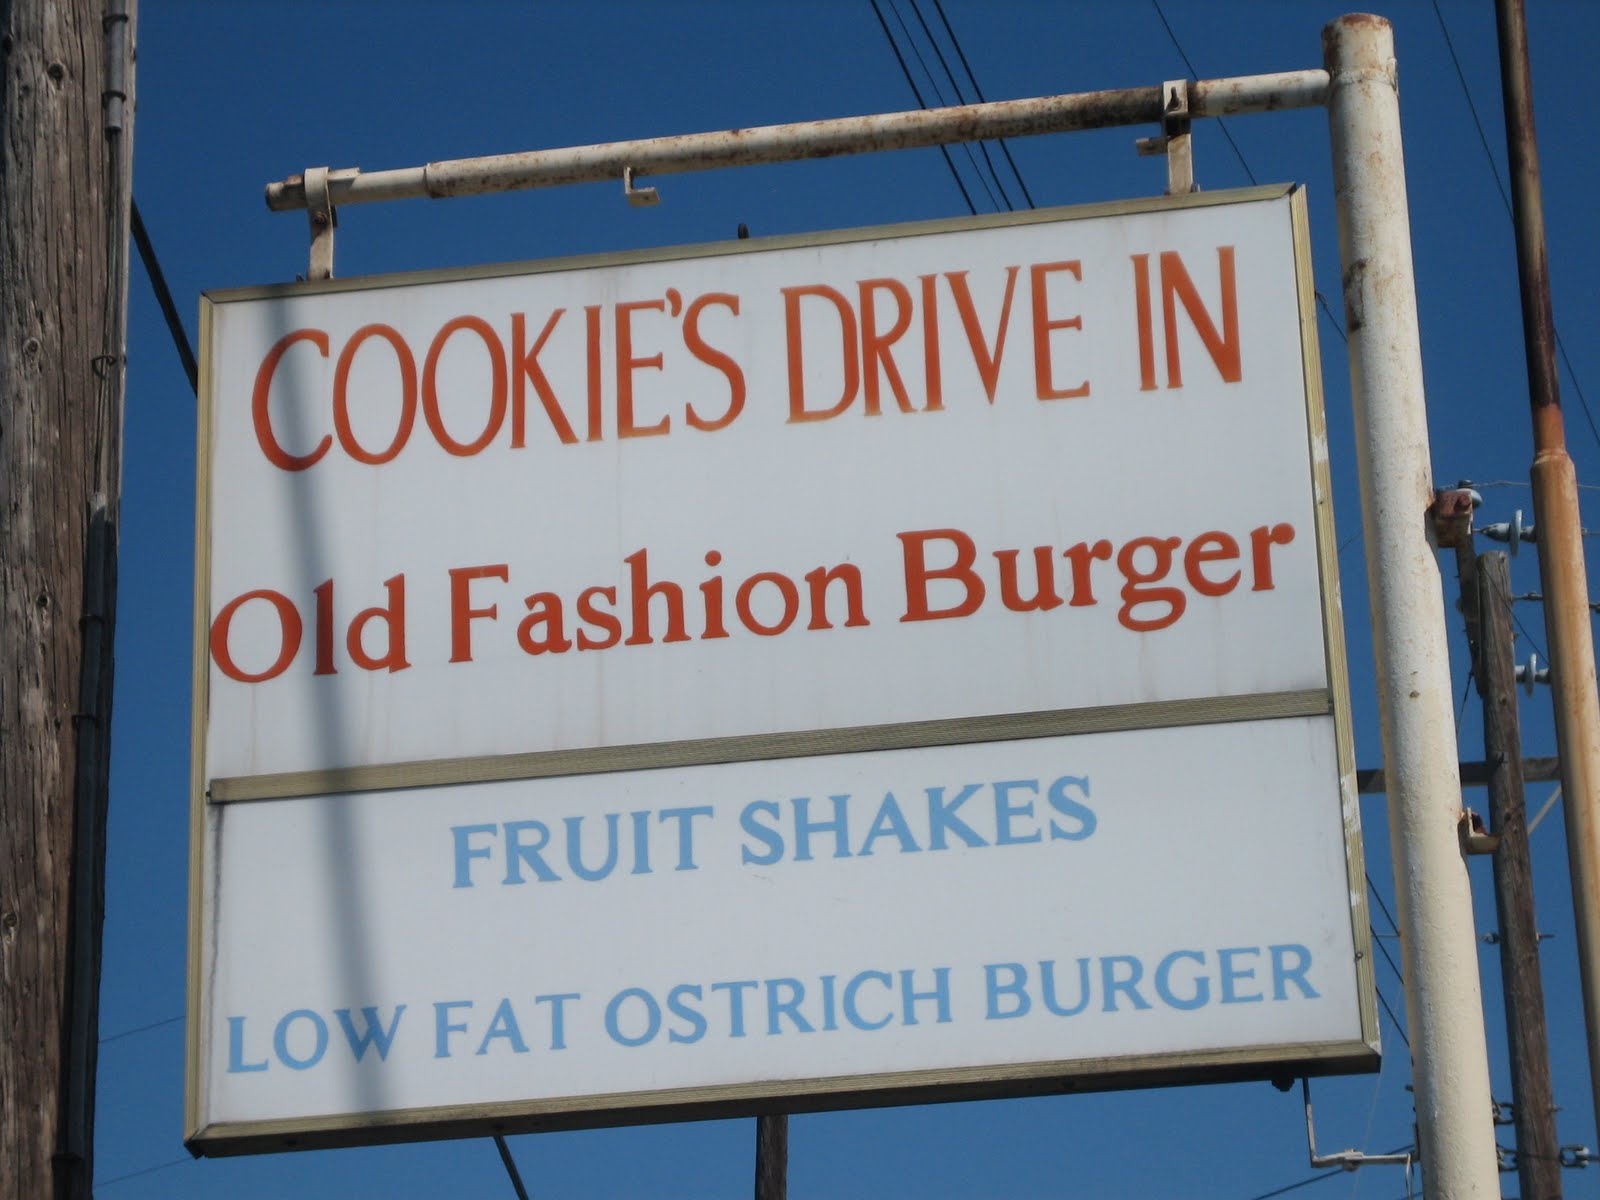 COOKIE'S DRIVE IN
Old Fashion Burger
FRUIT SHAKES
LOW FAT OSTRICH BURGER